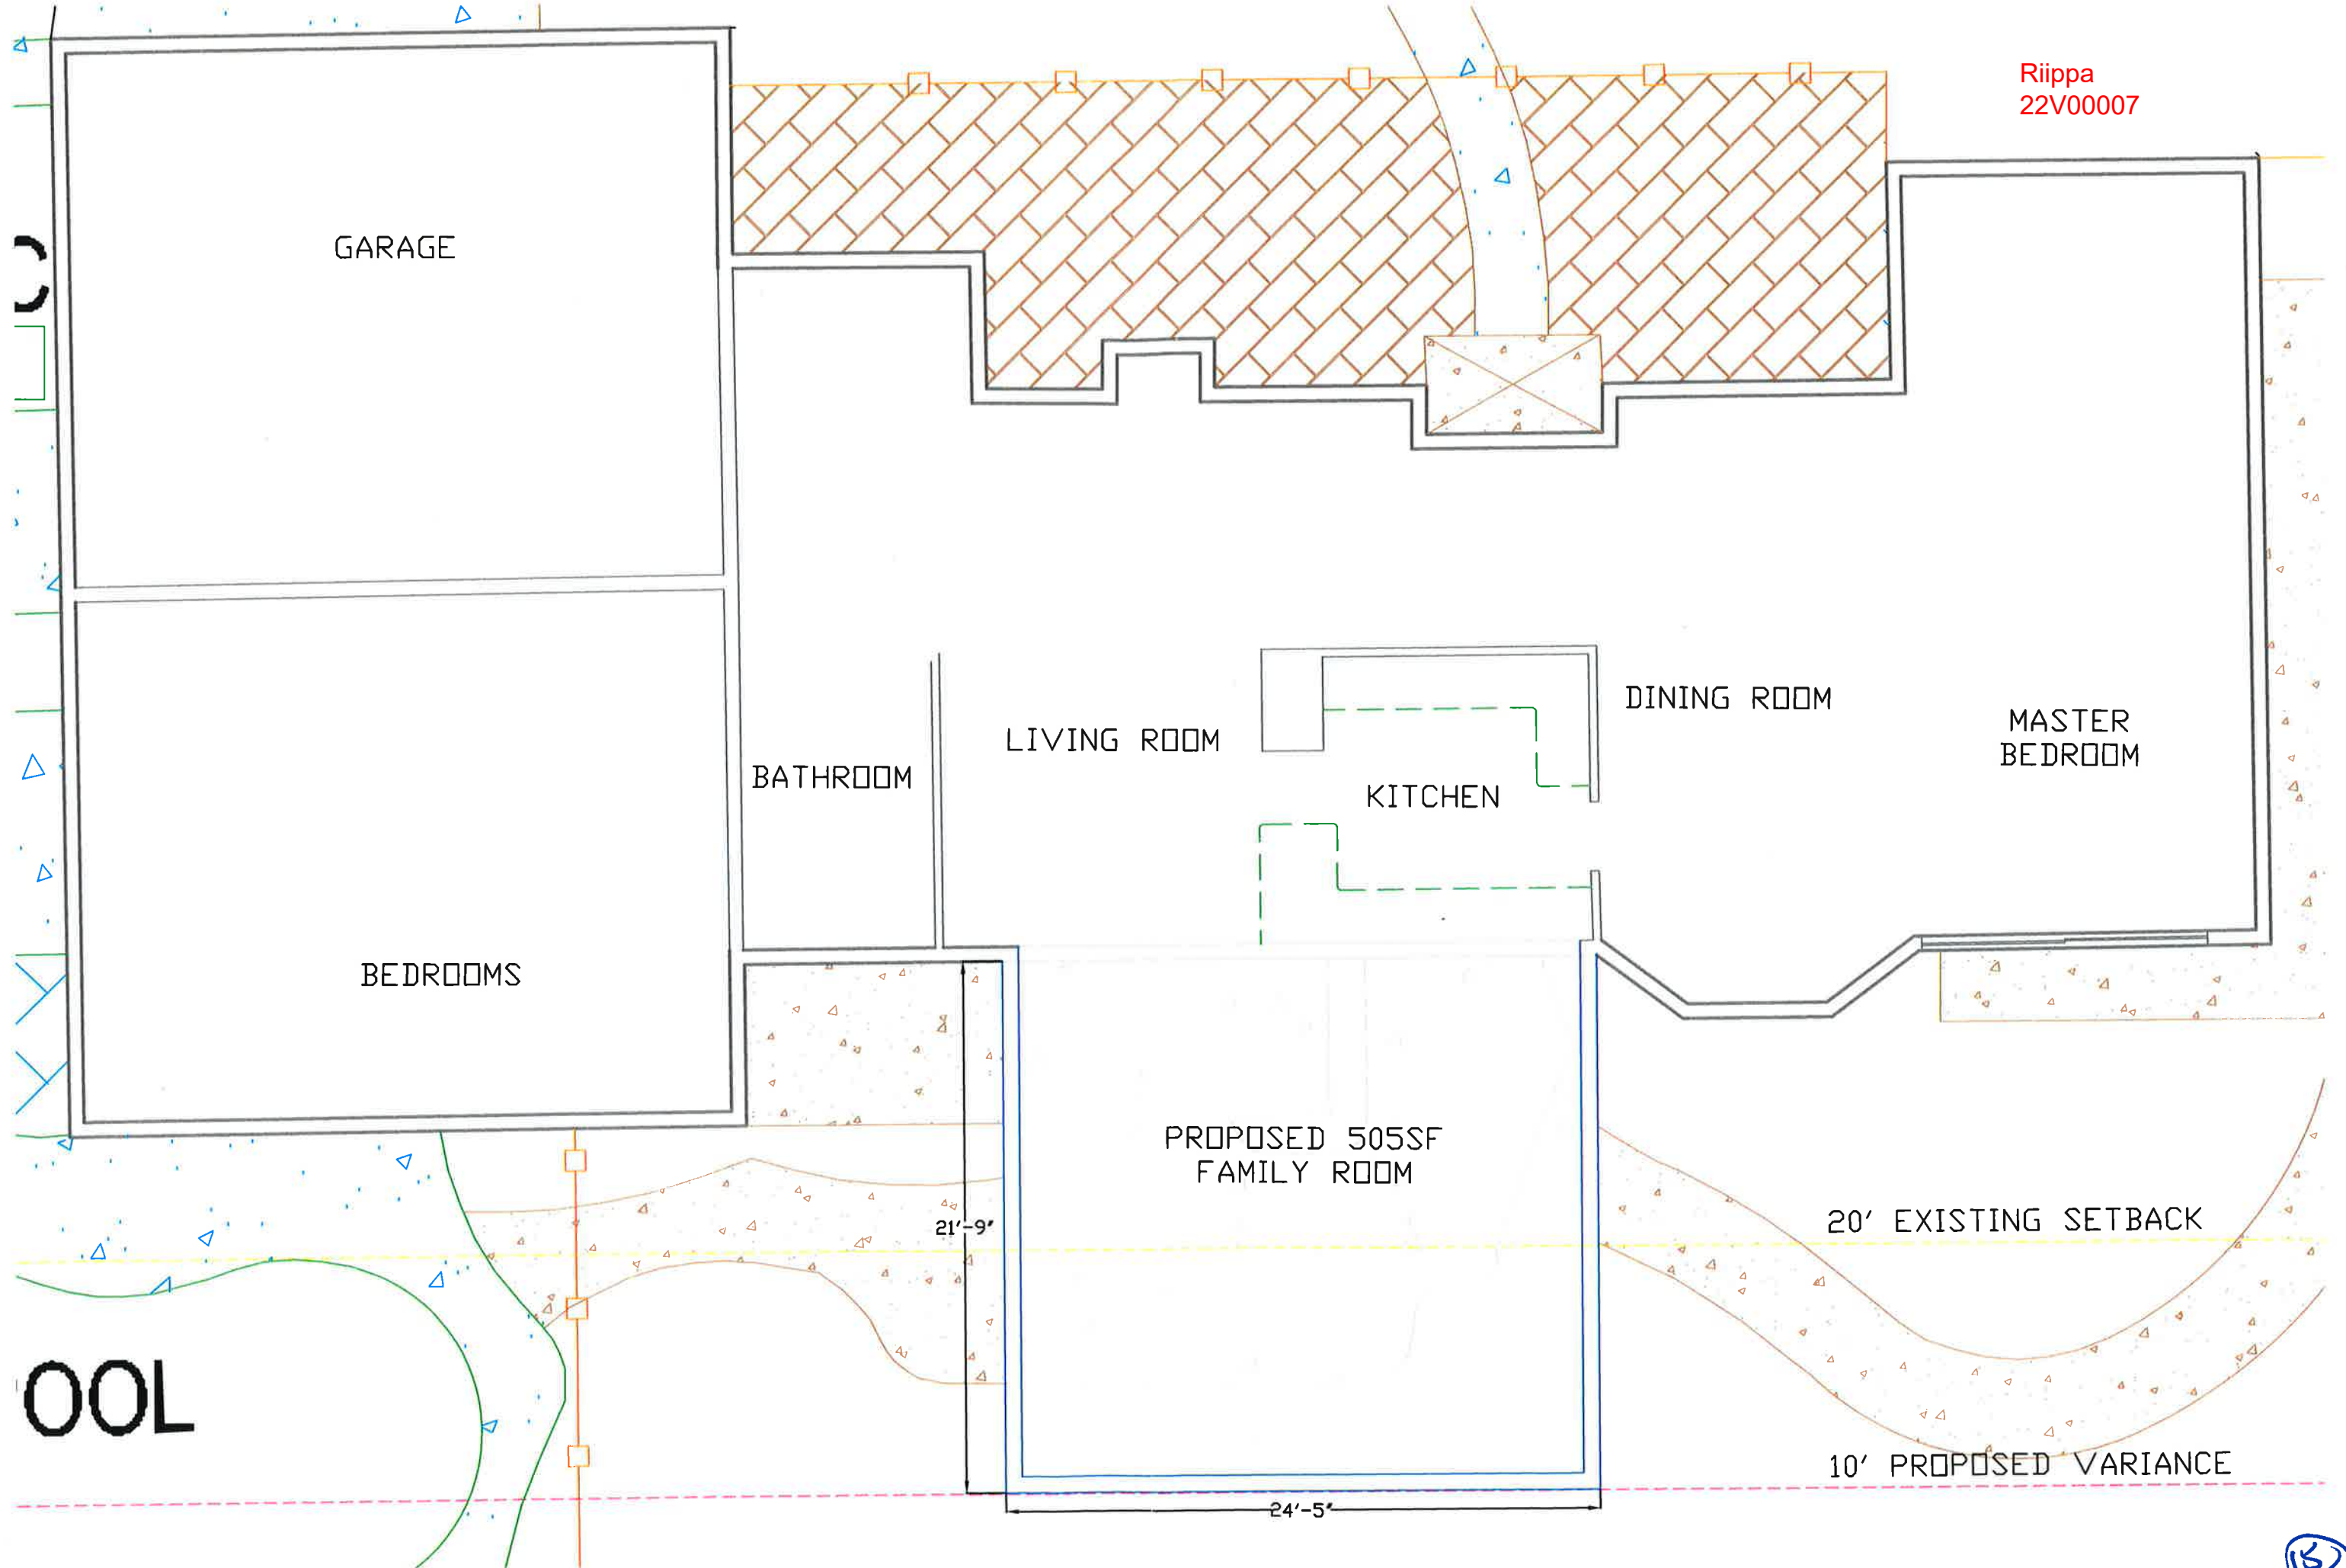 Riippa
22V00007
GARAGE
DINING ROOM
MASTER
BEDROOM
LIVING ROOM
BATHROOM
KITCHEN
BEDROOMS
PROPOSED 505SF
FAMILY ROOM
21'-9"
20' EXISTING SETBACK
OOL
10' PROPOSED VARIANCE
24'-5"